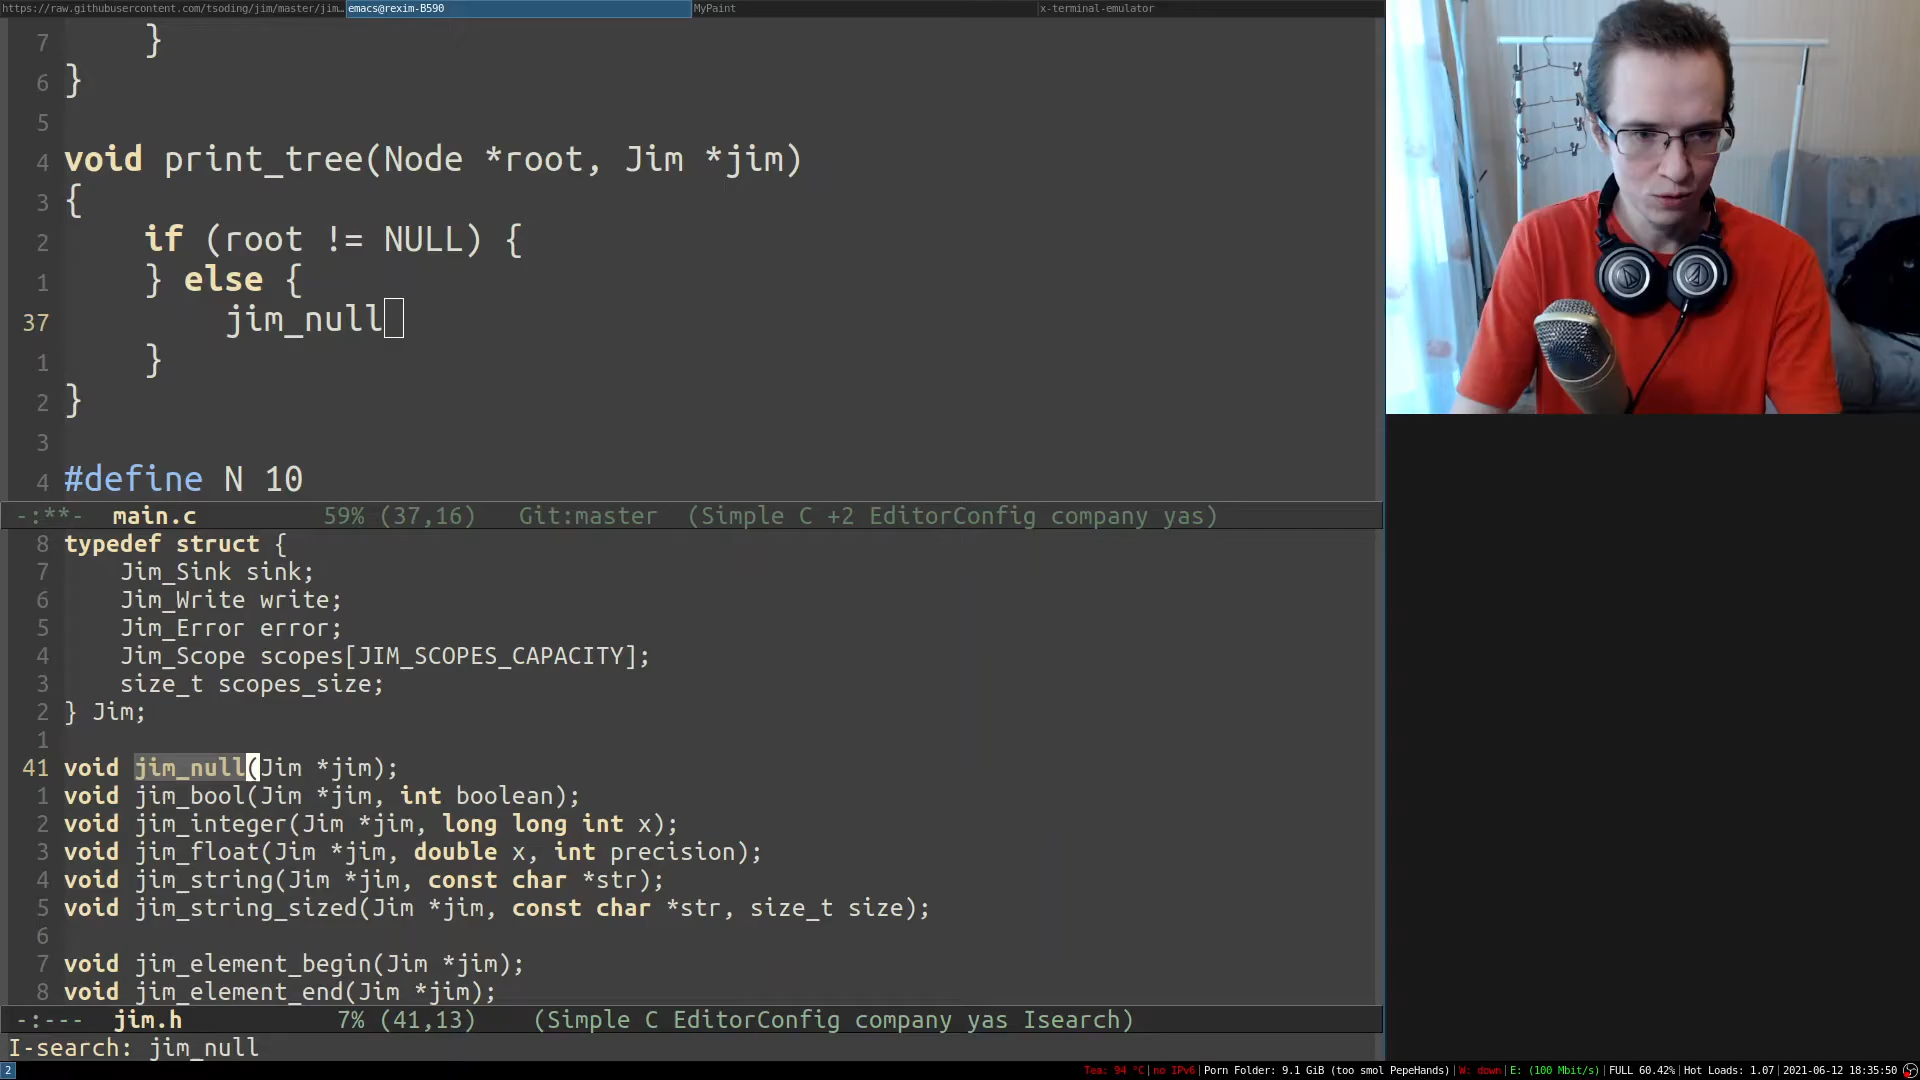 https://raw.githubusercontent.com/tsoding/jim/master/jim… emacs@rexim-B590 MyPaint x-terminal-emulator
7 }
6 }
5
4 void print_tree(Node *root, Jim *jim)
3 {
2 if (root != NULL) {
1 } else {
37 jim_null
1 }
2 }
3
4 #define N 10
-:**- main.c 59% (37,16) Git:master (Simple C +2 EditorConfig company yas)
8 typedef struct {
7 Jim_Sink sink;
6 Jim_Write write;
5 Jim_Error error;
4 Jim_Scope scopes[JIM_SCOPES_CAPACITY];
3 size_t scopes_size;
2 } Jim;
1
41 void jim_null(Jim *jim);
1 void jim_bool(Jim *jim, int boolean);
2 void jim_integer(Jim *jim, long long int x);
3 void jim_float(Jim *jim, double x, int precision);
4 void jim_string(Jim *jim, const char *str);
5 void jim_string_sized(Jim *jim, const char *str, size_t size);
6
7 void jim_element_begin(Jim *jim);
8 void jim_element_end(Jim *jim);
-:--- jim.h 7% (41,13) (Simple C EditorConfig company yas Isearch)
I-search: jim_null
2 Tem: 94 °C|no IPv6|Porn Folder: 9.1 GiB (too smol PepeHands)|W: down|E: (100 Mbit/s)|FULL 60.42%|Hot Loads: 1.07|2021-06-12 18:35:50